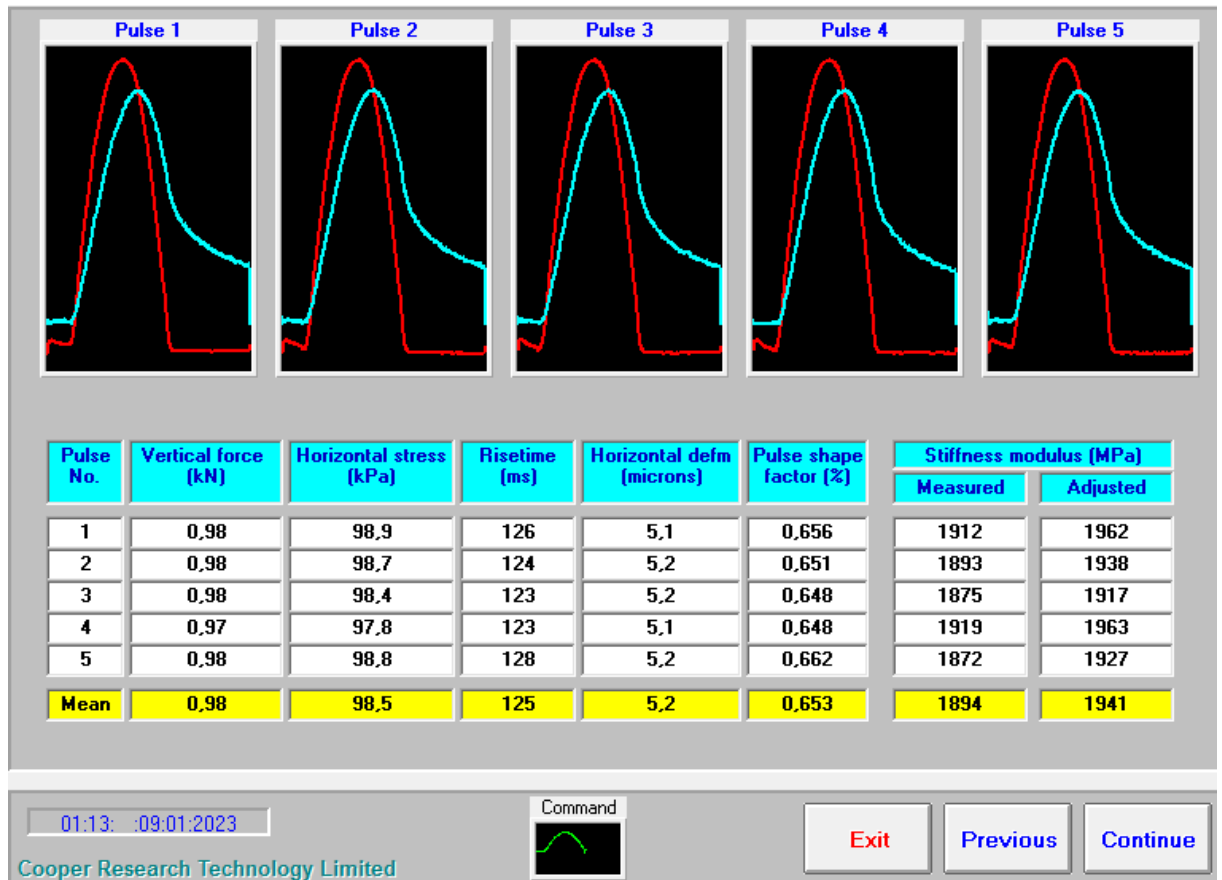 Pulse 1 Pulse 2 Pulse 3 Pulse 4 Pulse 5
Pulse No. Vertical force (kN) Horizontal stress (kPa) Risetime (ms) Horizontal defm (microns) Pulse shape factor (%) Stiffness modulus (MPa)
Measured Adjusted
1 0,98 98,9 126 5,1 0,656 1912 1962
2 0,98 98,7 124 5,2 0,651 1893 1938
3 0,98 98,4 123 5,2 0,648 1875 1917
4 0,97 97,8 123 5,1 0,648 1919 1963
5 0,98 98,8 128 5,2 0,662 1872 1927
Mean 0,98 98,5 125 5,2 0,653 1894 1941
01:13: :09:01:2023
Command
Exit Previous Continue
Cooper Research Technology Limited